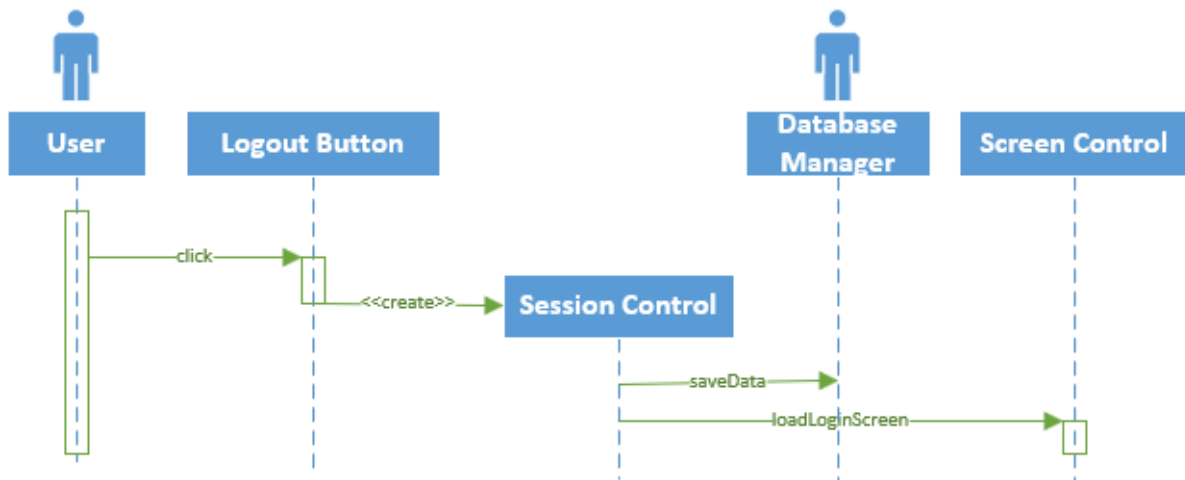 User
Logout Button
Database
Manager
Screen Control
click
<<create>>
Session Control
saveData
loadLoginScreen